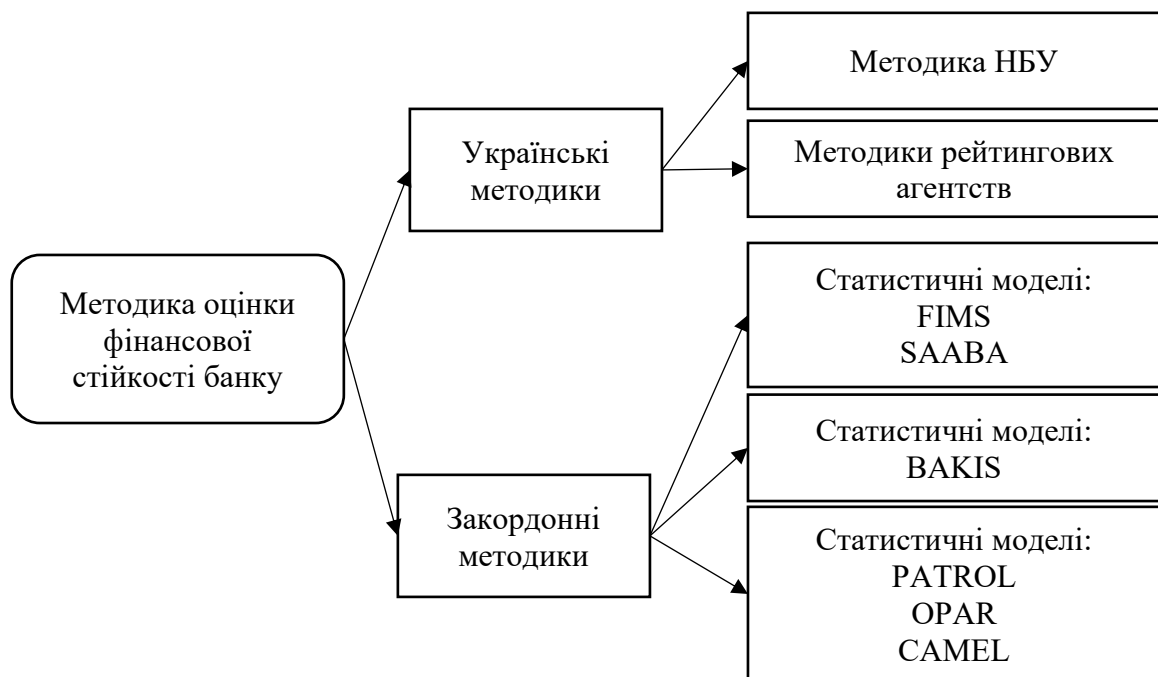 Методика оцінки
фінансової
стійкості банку
Українські
методики
Методика НБУ
Методики рейтингових
агентств
Закордонні
методики
Статистичні моделі:
FIMS
SAABA
Статистичні моделі:
BAKIS
Статистичні моделі:
PATROL
OPAR
CAMEL